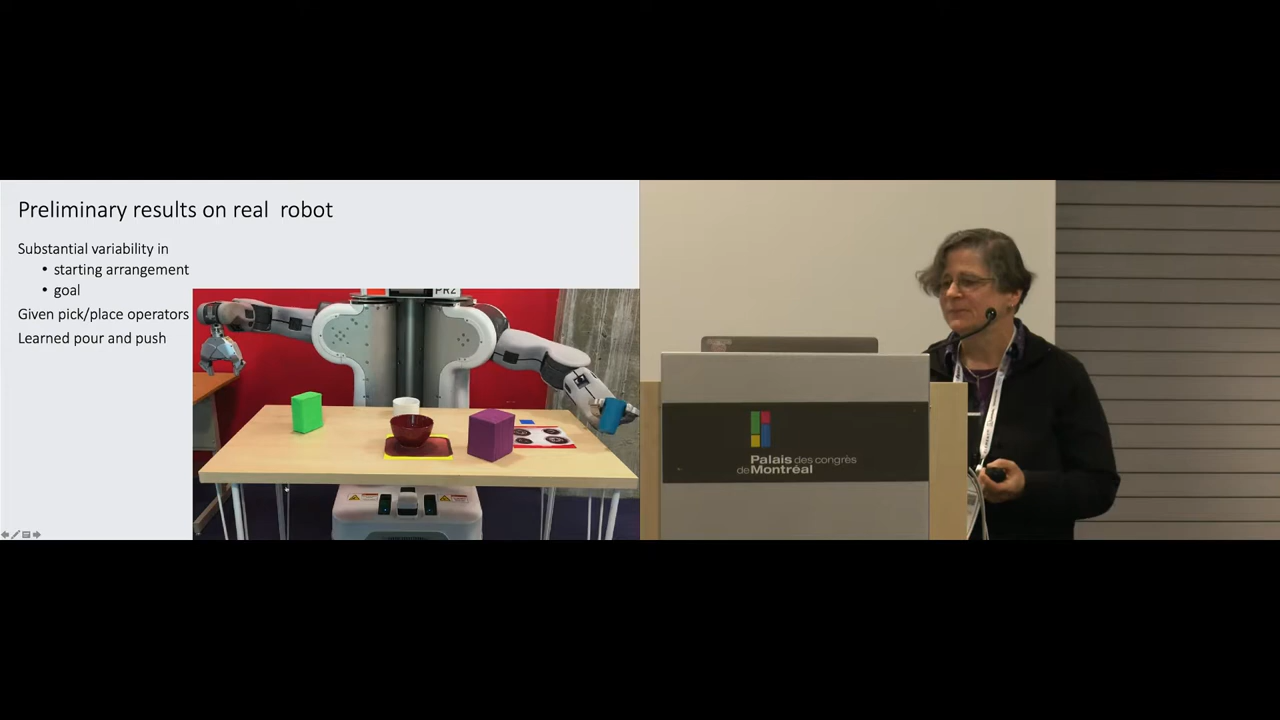 Preliminary results on real robot
Substantial variability in
• starting arrangement
• goal
Given pick/place operators
Learned pour and push
PR2
Palais des congrès
de Montréal